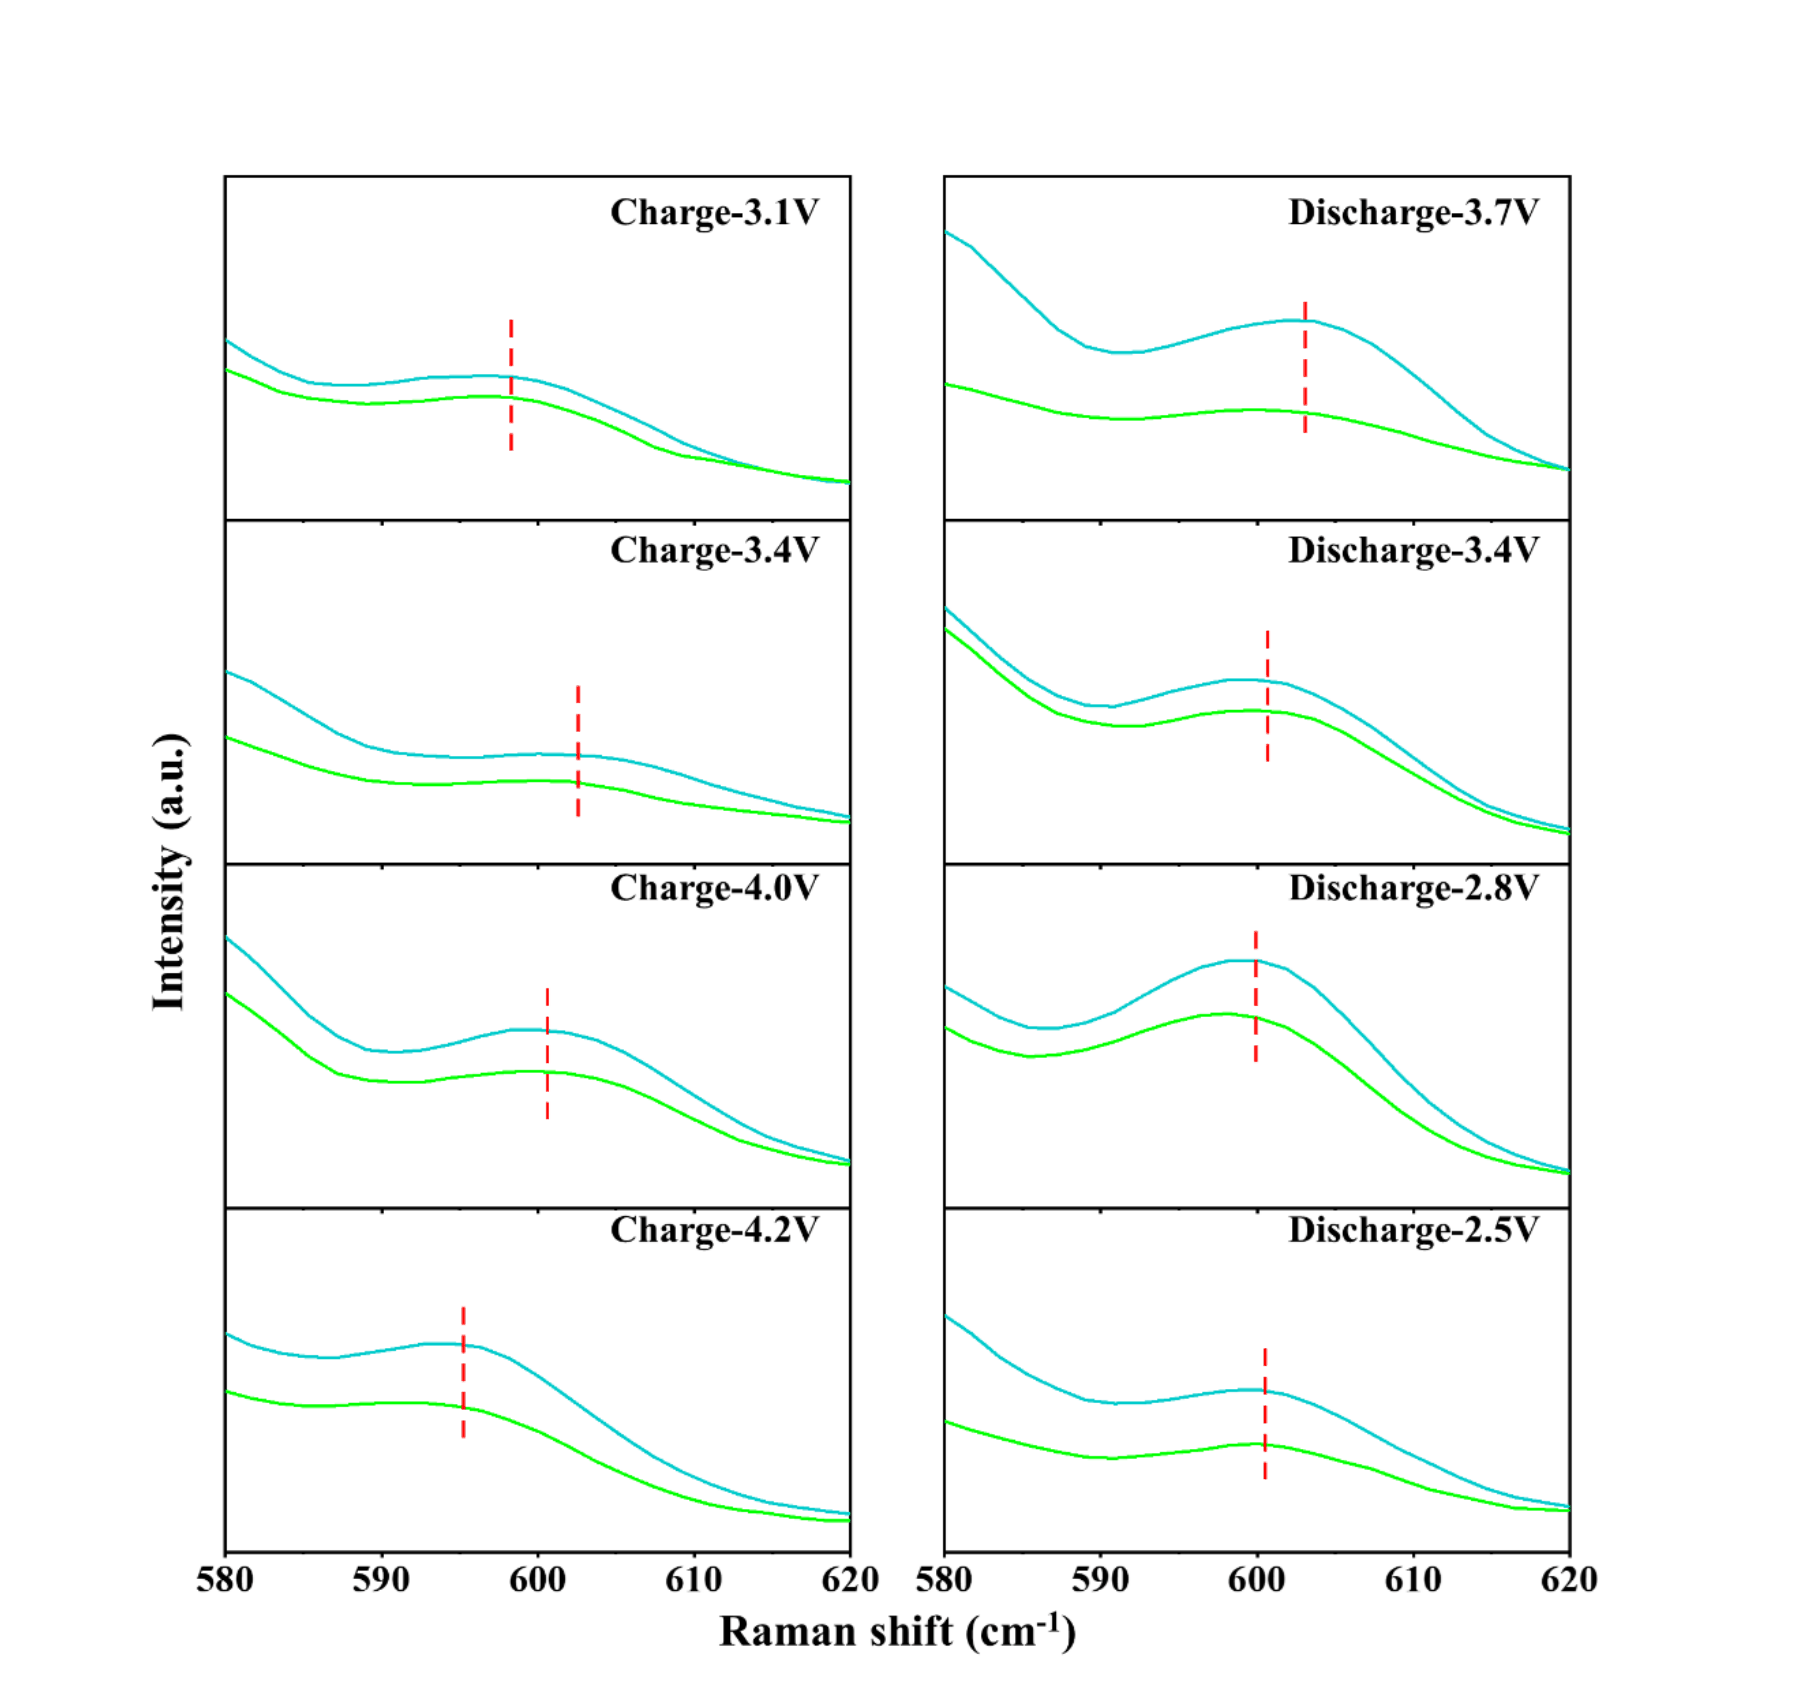 Charge-3.1V
Discharge-3.7V
Charge-3.4V
Discharge-3.4V
Charge-4.0V
Discharge-2.8V
Charge-4.2V
Discharge-2.5V
Intensity (a.u.)
580 590 600 610 620 580 590 600 610 620
Raman shift (cm⁻¹)